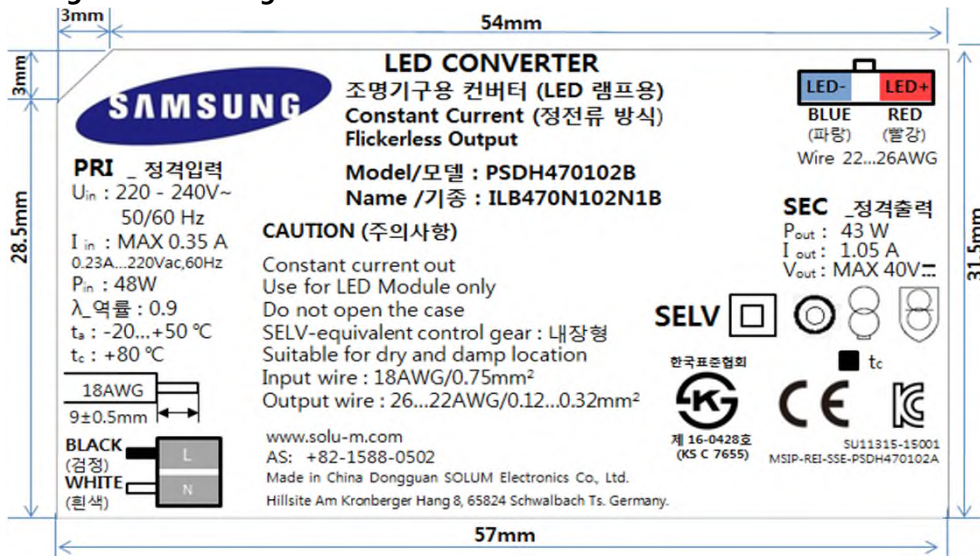 3mm
54mm
3mm
28.5mm
31.5mm
57mm
SAMSUNG
LED CONVERTER
조명기구용 컨버터 (LED 램프용)
Constant Current (정전류 방식)
Flickerless Output
Model/모델 : PSDH470102B
Name /기종 : ILB470N102N1B
LED- LED+
BLUE RED
(파랑) (빨강)
Wire 22...26AWG
PRI _ 정격입력
Uin : 220 - 240V~
50/60 Hz
I in : MAX 0.35 A
0.23A...220Vac,60Hz
Pin : 48W
λ_역률 : 0.9
ta : -20...+50 ℃
tc : +80 ℃
18AWG
9±0.5mm
BLACK
(검정)
WHITE
(흰색)
L
N
CAUTION (주의사항)
Constant current out
Use for LED Module only
Do not open the case
SELV-equivalent control gear : 내장형
Suitable for dry and damp location
Input wire : 18AWG/0.75mm²
Output wire : 26...22AWG/0.12...0.32mm²
www.solu-m.com
AS: +82-1588-0502
Made in China Dongguan SOLUM Electronics Co., Ltd.
Hillsite Am Kronberger Hang 8, 65824 Schwalbach Ts. Germany.
SEC _정격출력
Pout : 43 W
I out : 1.05 A
Vout : MAX 40V
SELV
tc
한국표준협회
제 16-0428호
(KS C 7655)
CE
SU11315-15001
MSIP-REI-SSE-PSDH470102A